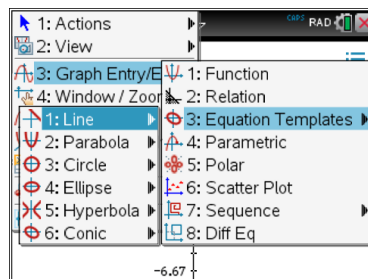 1: Actions
CAPS RAD
2: View
3: Graph Entry/E
1: Function
4: Window / Zoor
2: Relation
1: Line
3: Equation Templates
2: Parabola
4: Parametric
3: Circle
5: Polar
4: Ellipse
6: Scatter Plot
5: Hyperbola
7: Sequence
6: Conic
8: Diff Eq
-6.67